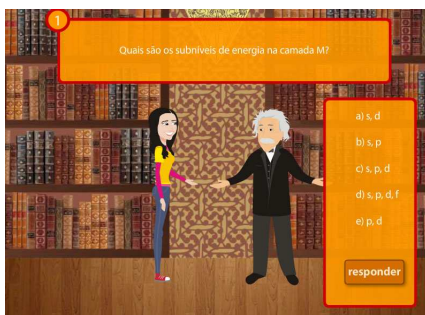 1
Quais são os subníveis de energia na camada M?
a) s, d
b) s, p
c) s, p, d
d) s, p, d, f
e) p, d
responder